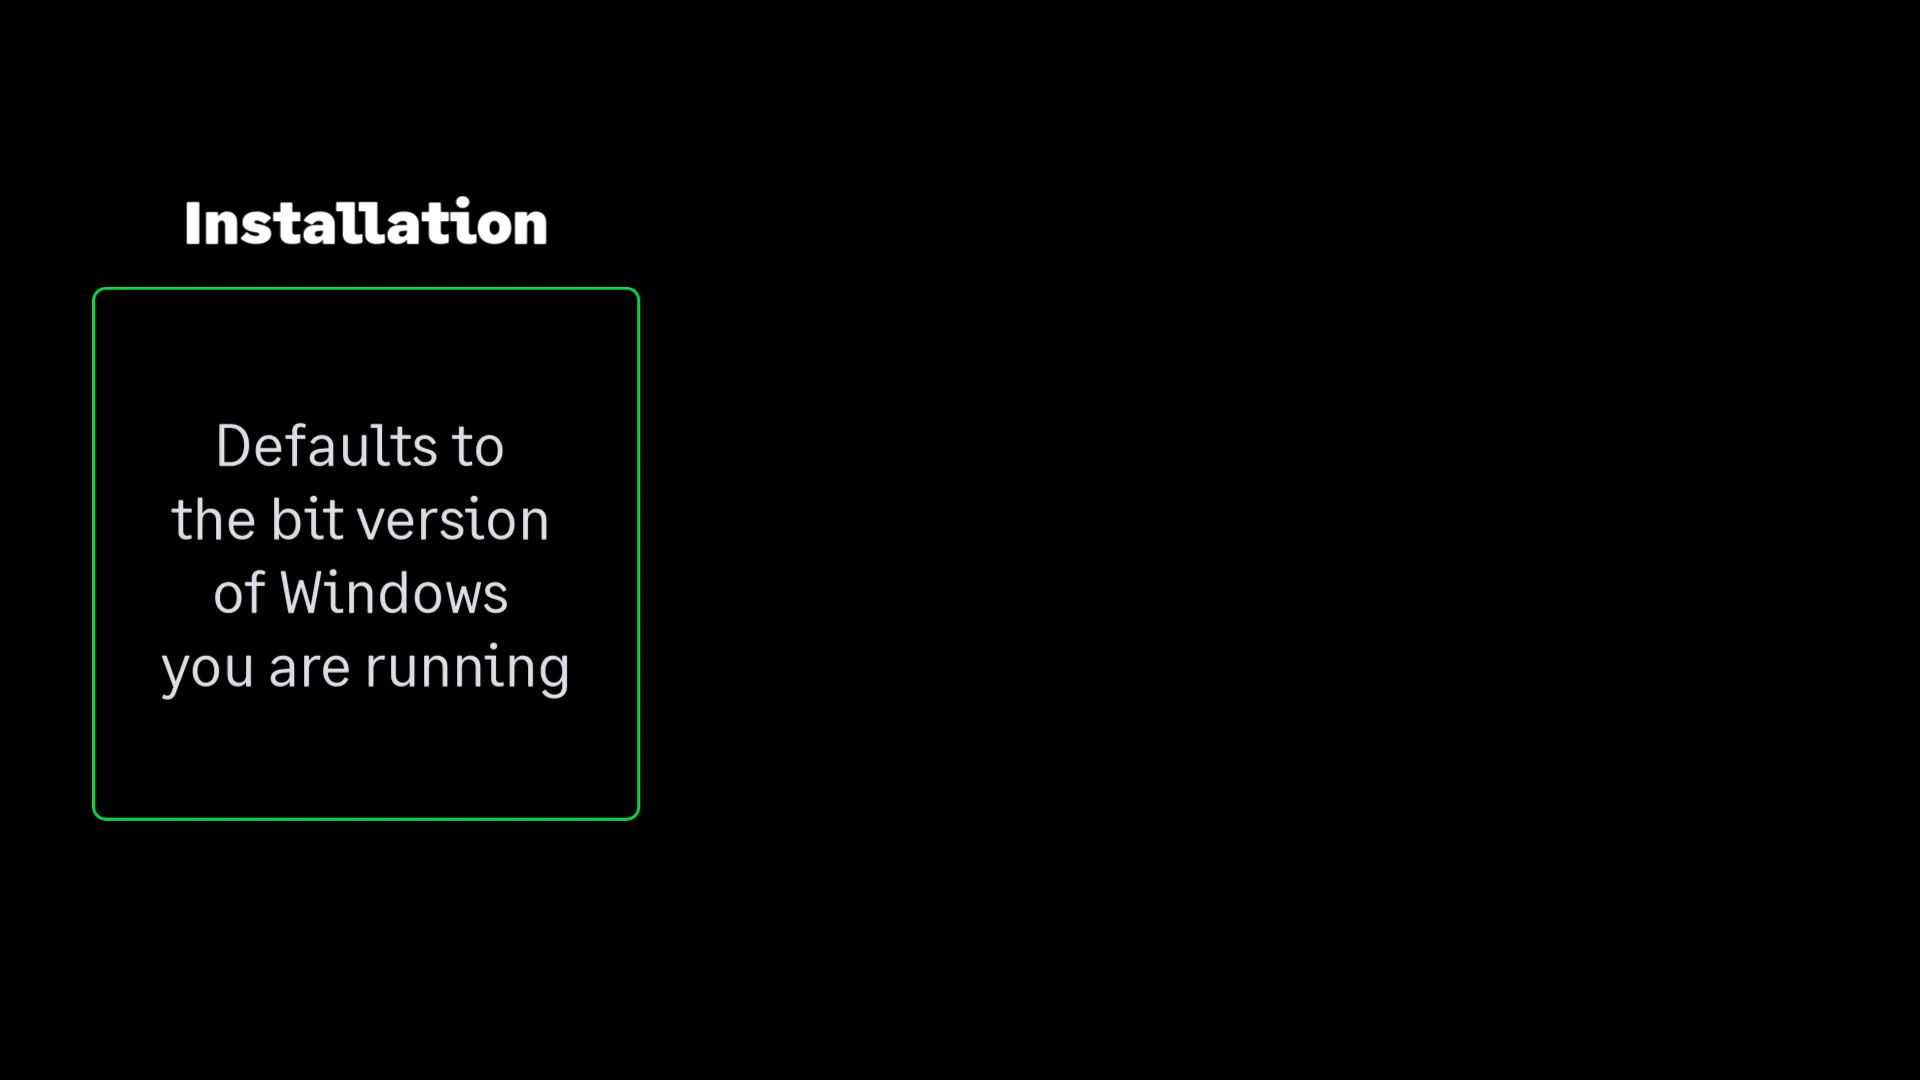 Installation
Defaults to
the bit version
of Windows
you are running